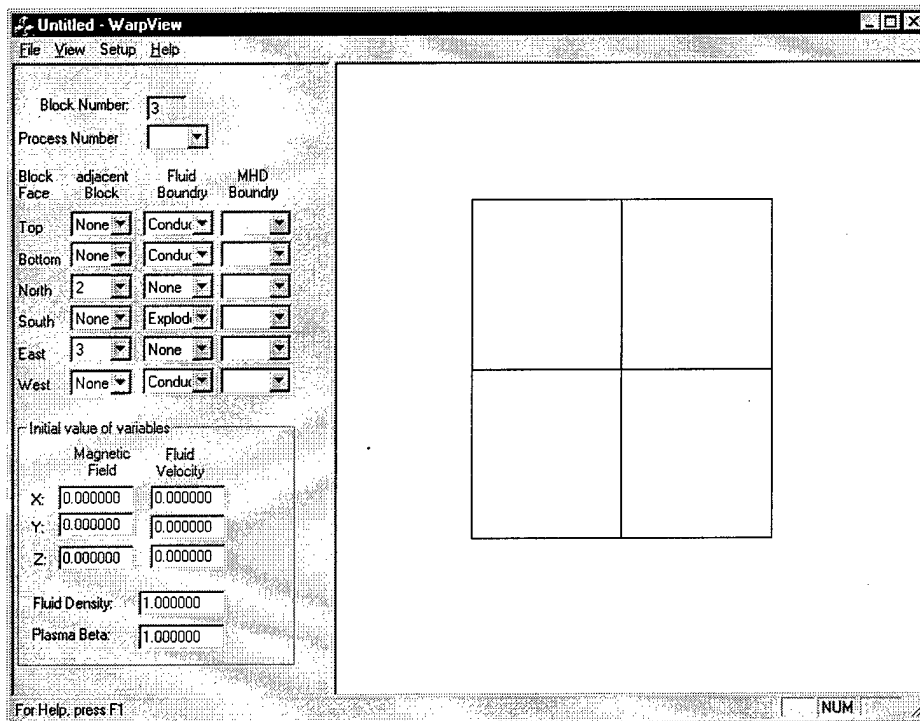 Untitled - WarpView
File View Setup Help
Block Number: 3
Process Number
Block Face adjacent Block Fluid Boundry MHD Boundry
Top None Conduc
Bottom None Conduc
North 2 None
South None Explode
East 3 None
West None Conduc
Initial value of variables
Magnetic Field Fluid Velocity
X: 0.000000 0.000000
Y: 0.000000 0.000000
Z: 0.000000 0.000000
Fluid Density: 1.000000
Plasma Beta: 1.000000
For Help, press F1 NUM